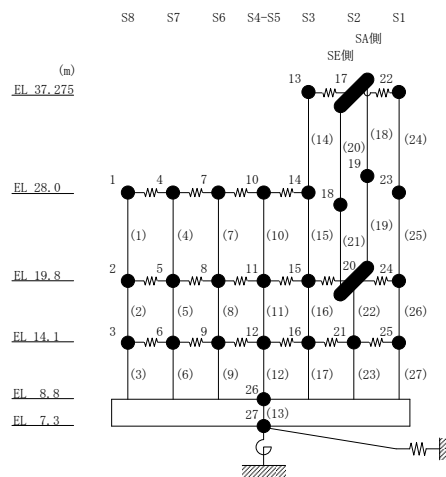 S8 S7 S6 S4-S5 S3 S2 S1
SA側
SE側
(m)
EL 37.275
13 17 22
(14) (20) (18) (24)
19
EL 28.0
1 4 7 10 14 18 23
(1) (4) (7) (10) (15) (21) (19) (25)
EL 19.8
2 5 8 11 15 20 24
(2) (5) (8) (11) (16) (22) (26)
EL 14.1
3 6 9 12 16 21 25
(3) (6) (9) (12) (17) (23) (27)
EL 8.8
26
EL 7.3
27 (13)